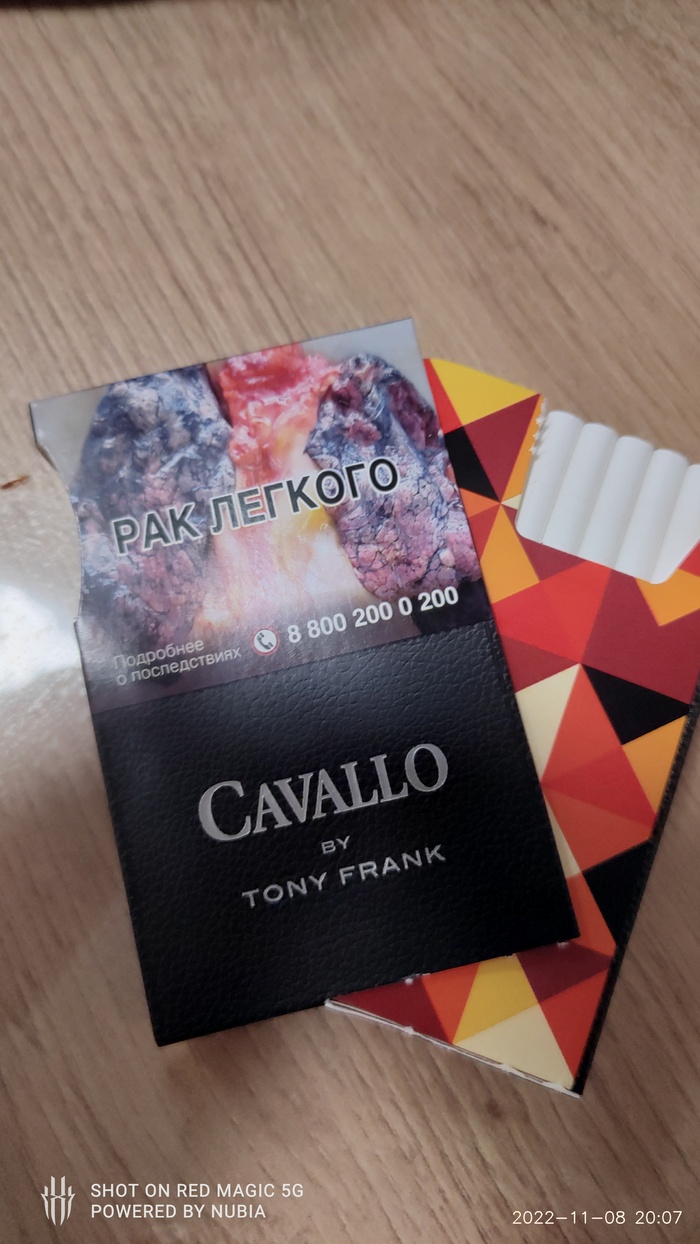 РАК ЛЕГКОГО
Подробнее
о последствиях
8 800 200 0 200
CAVALLO
BY
TONY FRANK
SHOT ON RED MAGIC 5G
POWERED BY NUBIA
2022-11-08 20:07